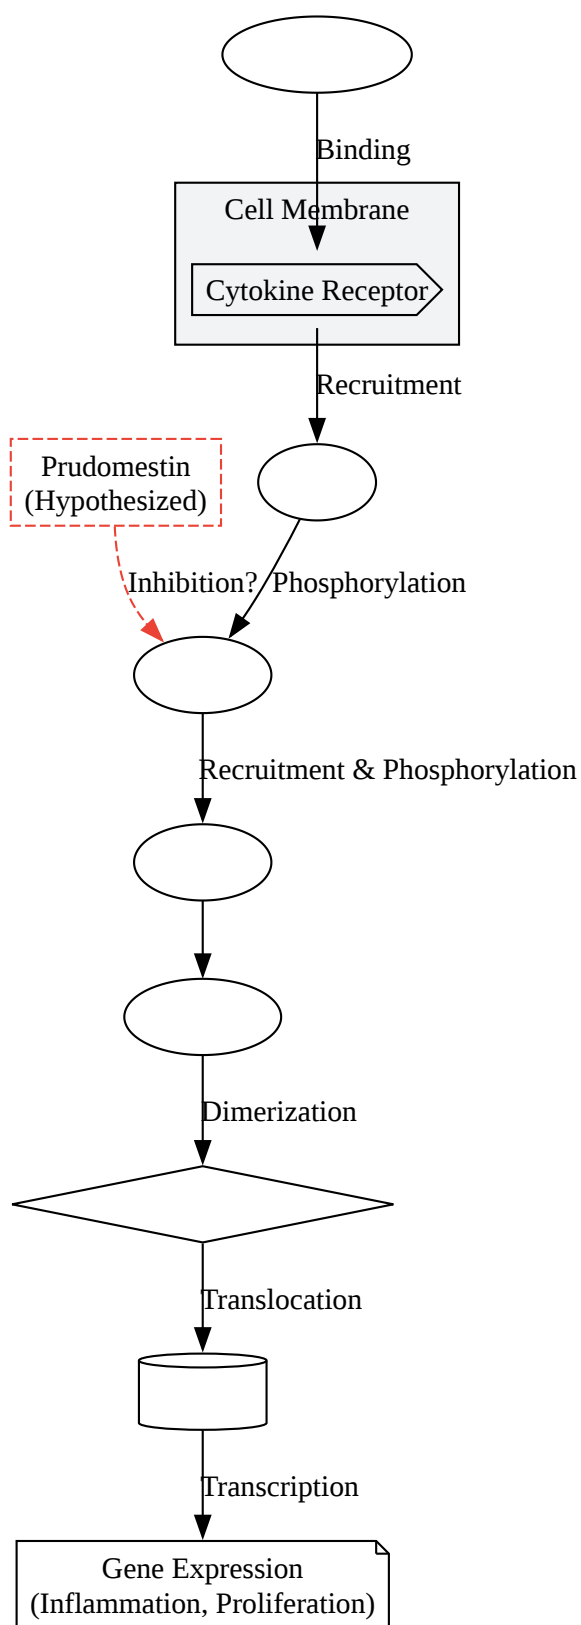 Binding
Cell Membrane
Cytokine Receptor
Recruitment
Prudomestin
(Hypothesized)
Inhibition?
Phosphorylation
Recruitment & Phosphorylation
Dimerization
Translocation
Transcription
Gene Expression
(Inflammation, Proliferation)